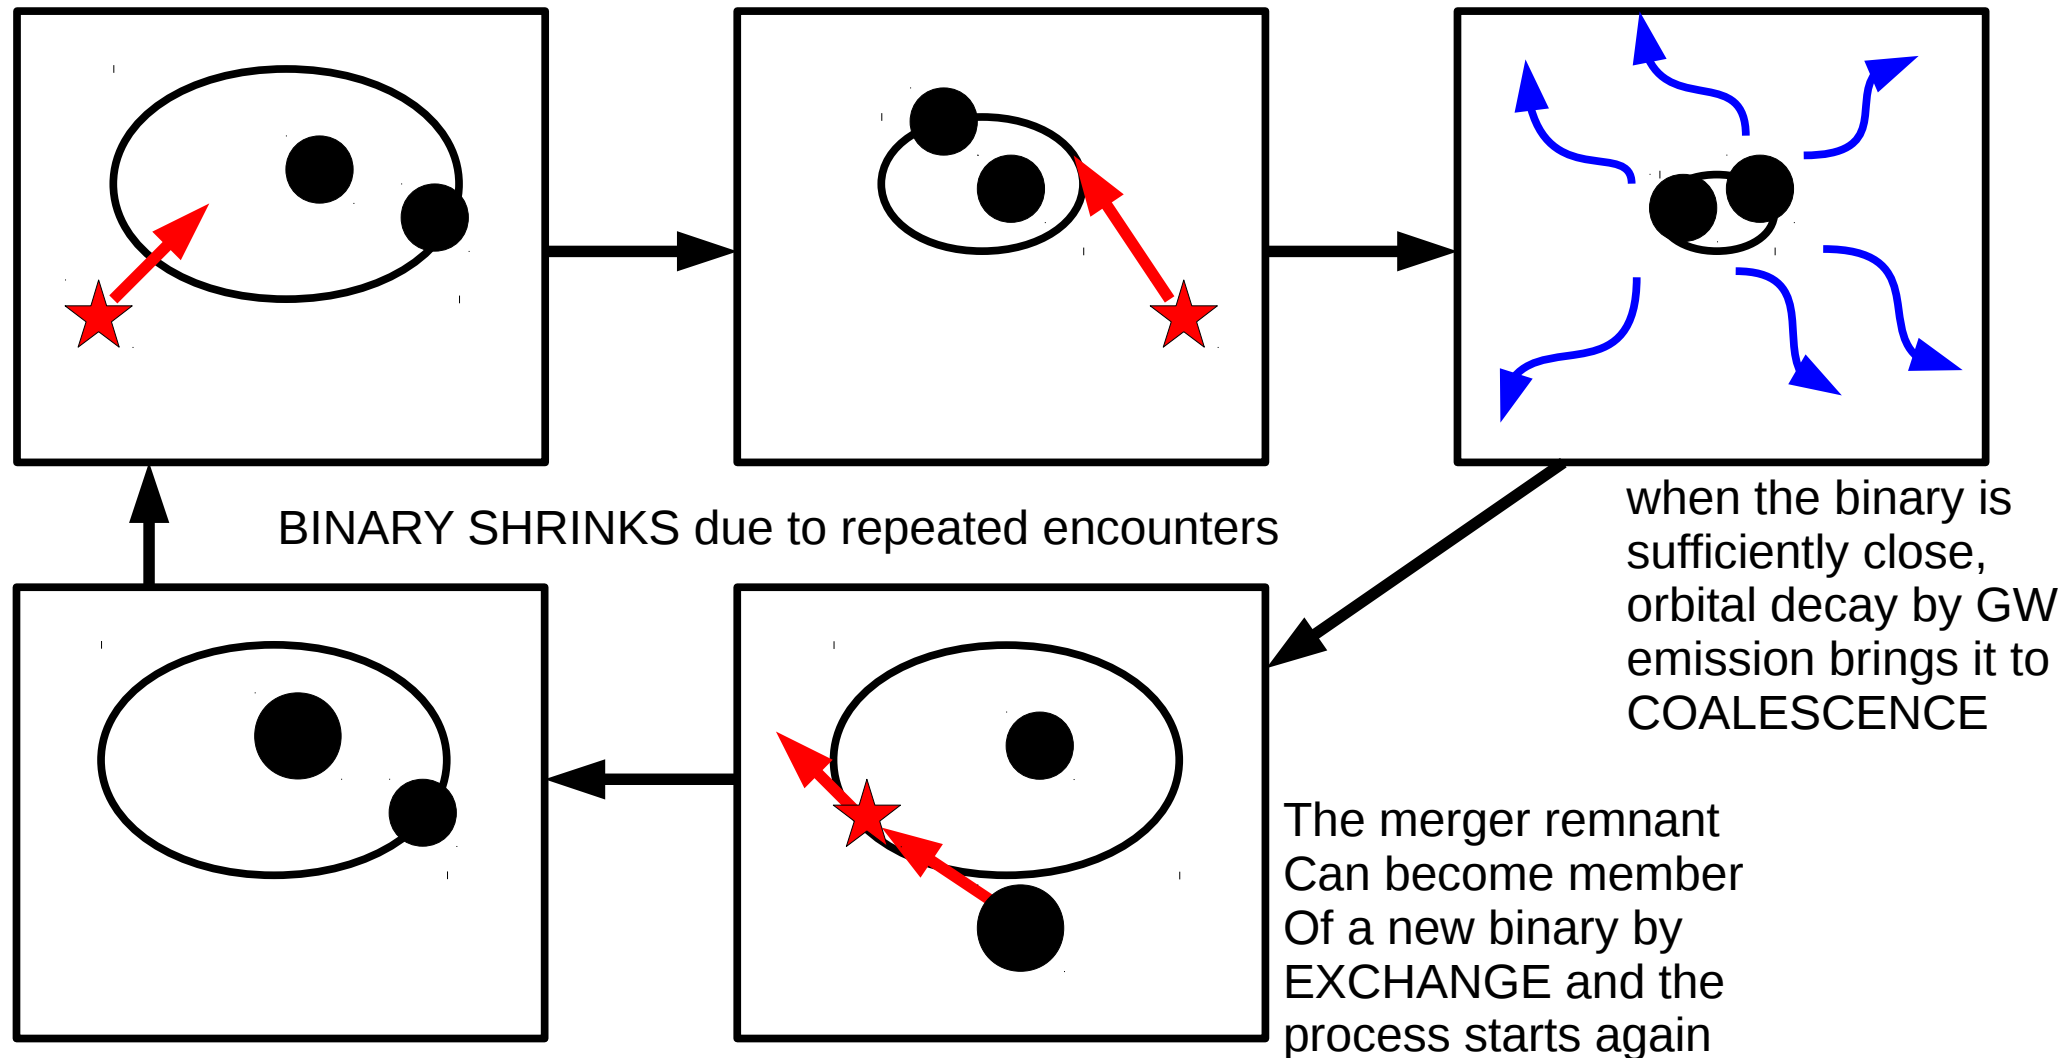 BINARY SHRINKS due to repeated encounters
when the binary is
sufficiently close,
orbital decay by GW
emission brings it to
COALESCENCE
The merger remnant
Can become member
Of a new binary by
EXCHANGE and the
process starts again